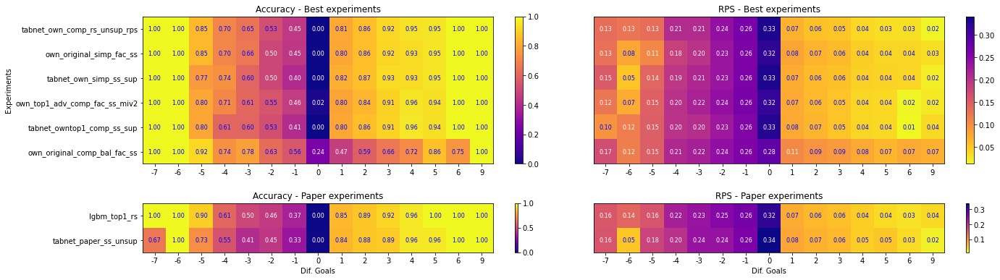 Accuracy - Best experiments
Experiments
tabnet_own_comp_rs_unsup_rps 1.00 1.00 0.85 0.70 0.65 0.53 0.45 0.00 0.81 0.86 0.92 0.95 0.95 1.00 1.00
own_original_simp_fac_ss 1.00 1.00 0.85 0.70 0.66 0.50 0.45 0.00 0.80 0.86 0.92 0.93 0.95 1.00 1.00
tabnet_own_simp_ss_sup 1.00 1.00 0.77 0.74 0.60 0.50 0.40 0.00 0.82 0.87 0.93 0.93 0.95 1.00 1.00
own_top1_adv_comp_fac_ss_miv2 1.00 1.00 0.80 0.71 0.63 0.55 0.46 0.02 0.80 0.84 0.91 0.92 0.94 1.00 1.00
tabnet_owntop1_comp_ss_sup 1.00 1.00 0.80 0.61 0.60 0.53 0.41 0.00 0.80 0.86 0.91 0.96 0.94 1.00 1.00
own_original_comp_bal_fac_ss 1.00 1.00 0.92 0.74 0.78 0.63 0.56 0.24 0.47 0.59 0.66 0.72 0.86 0.75 1.00
-7 -6 -5 -4 -3 -2 -1 0 1 2 3 4 5 6 9
1.0
0.8
0.6
0.4
0.2
0.0
RPS - Best experiments
0.13 0.13 0.13 0.21 0.21 0.24 0.26 0.33 0.07 0.06 0.05 0.04 0.03 0.03 0.02
0.13 0.08 0.11 0.18 0.20 0.23 0.26 0.32 0.08 0.07 0.06 0.04 0.04 0.04 0.03
0.15 0.05 0.14 0.19 0.21 0.23 0.26 0.33 0.07 0.06 0.06 0.04 0.04 0.04 0.02
0.12 0.07 0.15 0.20 0.22 0.24 0.26 0.32 0.07 0.06 0.05 0.04 0.04 0.02 0.02
0.10 0.12 0.15 0.20 0.20 0.23 0.26 0.33 0.08 0.07 0.05 0.04 0.04 0.01 0.04
0.17 0.12 0.15 0.21 0.22 0.24 0.26 0.28 0.11 0.09 0.09 0.08 0.07 0.07 0.07
-7 -6 -5 -4 -3 -2 -1 0 1 2 3 4 5 6 9
0.30
0.25
0.20
0.15
0.10
0.05
Accuracy - Paper experiments
lgbm_top1_rs 1.00 1.00 0.90 0.61 0.50 0.46 0.37 0.00 0.85 0.89 0.92 0.96 1.00 1.00 1.00
tabnet_paper_ss_unsup 0.67 1.00 0.73 0.55 0.41 0.45 0.33 0.00 0.84 0.88 0.89 0.96 0.96 1.00 1.00
-7 -6 -5 -4 -3 -2 -1 0 1 2 3 4 5 6 9
Dif. Goals
1.0
0.5
0.0
RPS - Paper experiments
0.16 0.14 0.16 0.22 0.23 0.25 0.26 0.32 0.07 0.06 0.06 0.04 0.04 0.03 0.04
0.16 0.05 0.18 0.20 0.24 0.24 0.26 0.34 0.08 0.07 0.06 0.05 0.05 0.03 0.02
-7 -6 -5 -4 -3 -2 -1 0 1 2 3 4 5 6 9
Dif. Goals
0.3
0.2
0.1